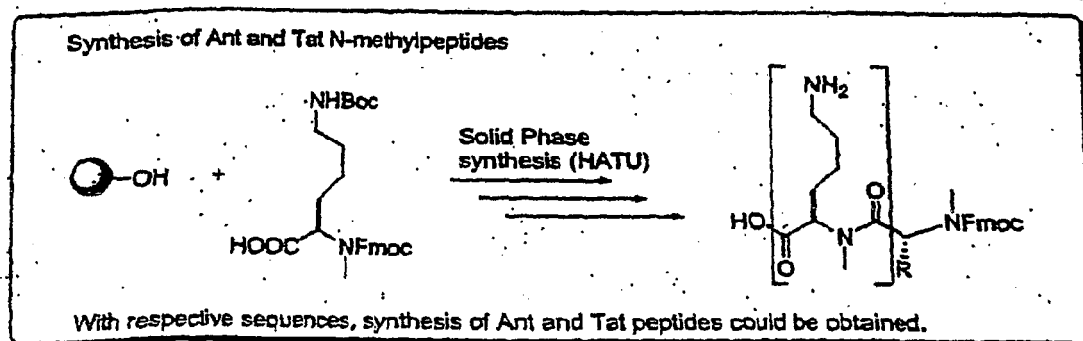 Synthesis of Ant and Tat N-methylpeptides
NHBoc
NH2
Solid Phase
synthesis (HATU)
OH
+
O
HOOC
NFmoc
HO
N
NFmoc
O
R
With respective sequences, synthesis of Ant and Tat peptides could be obtained.